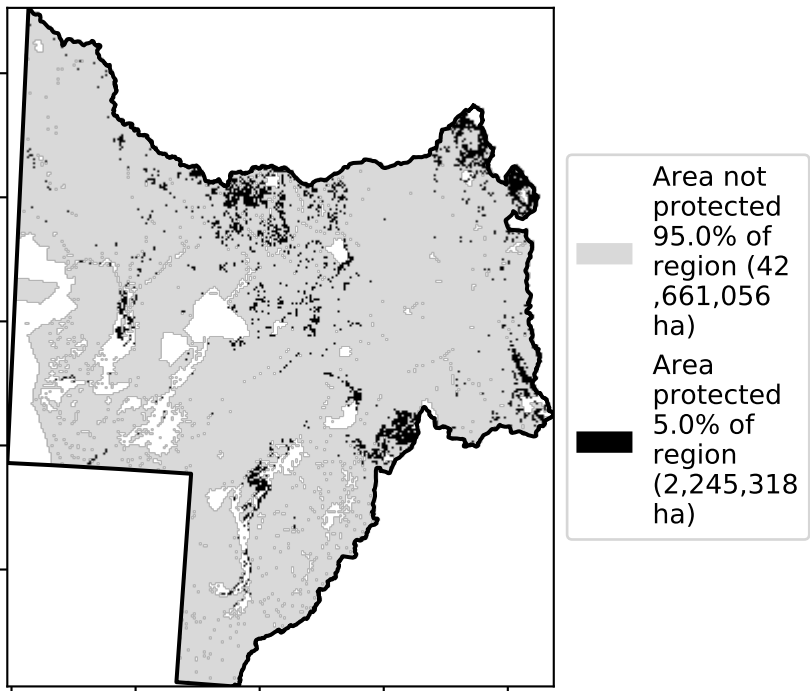 Area not
protected
95.0% of
region (42
,661,056
ha)
Area
protected
5.0% of
region
(2,245,318
ha)